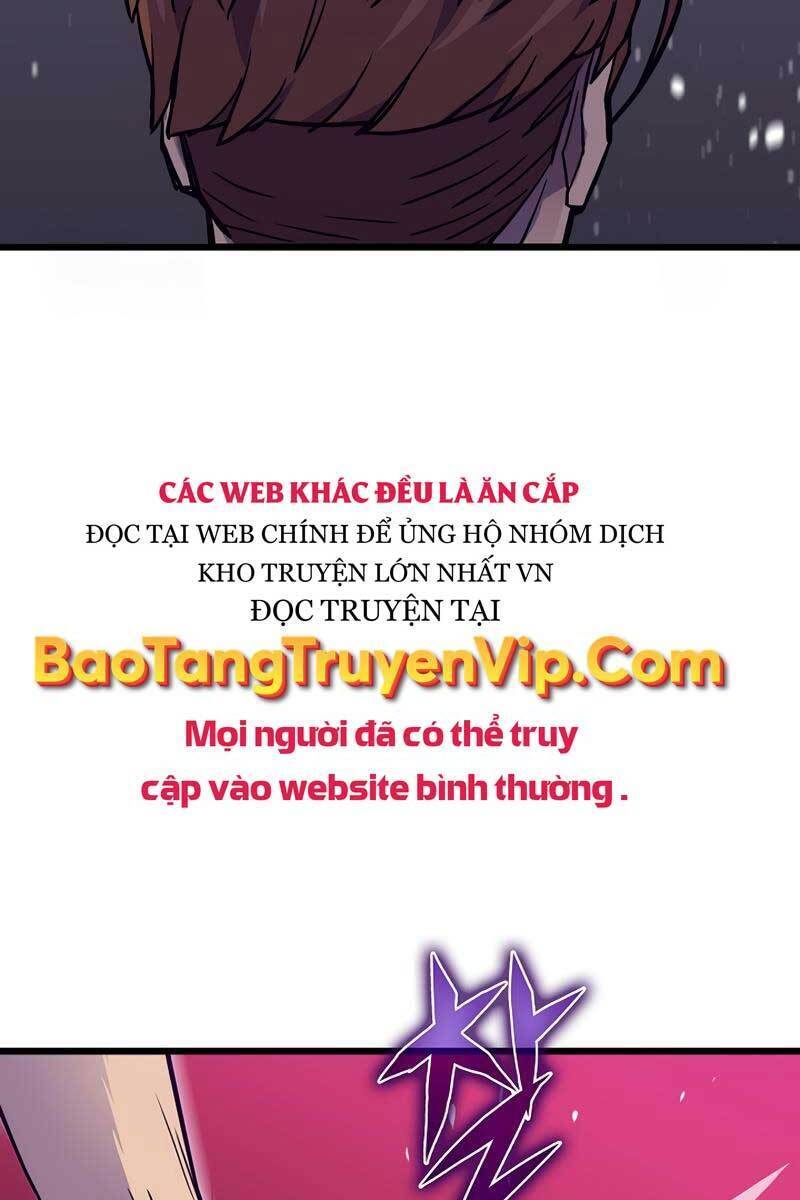 CÁC WEB KHÁC ĐỀU LÀ ĂN CẮP
ĐỌC TẠI WEB CHÍNH ĐỂ ỦNG HỘ NHÓM DỊCH
KHO TRUYỆN LỚN NHẤT VN
ĐỌC TRUYỆN TẠI
BaoTangTruyenVip.Com
Mọi người đã có thể truy
cập vào website bình thường .